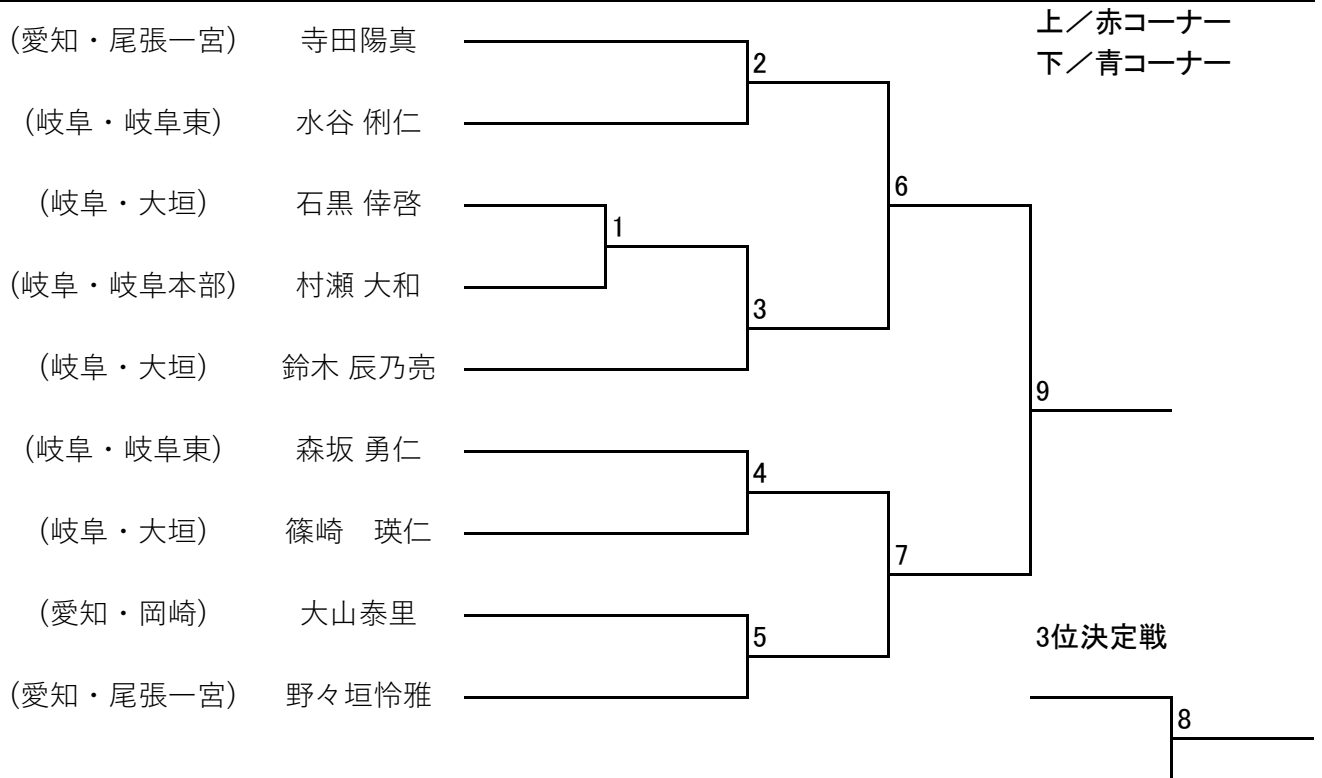 上／赤コーナー
(愛知・尾張一宮) 寺田陽真
2
下／青コーナー
(岐阜・岐阜東) 水谷 俐仁
6
(岐阜・大垣) 石黒 倖啓
1
(岐阜・岐阜本部) 村瀬 大和
3
(岐阜・大垣) 鈴木 辰乃亮
9
(岐阜・岐阜東) 森坂 勇仁
4
(岐阜・大垣) 篠崎　瑛仁
7
(愛知・岡崎) 大山泰里
5
3位決定戦
(愛知・尾張一宮) 野々垣怜雅
8